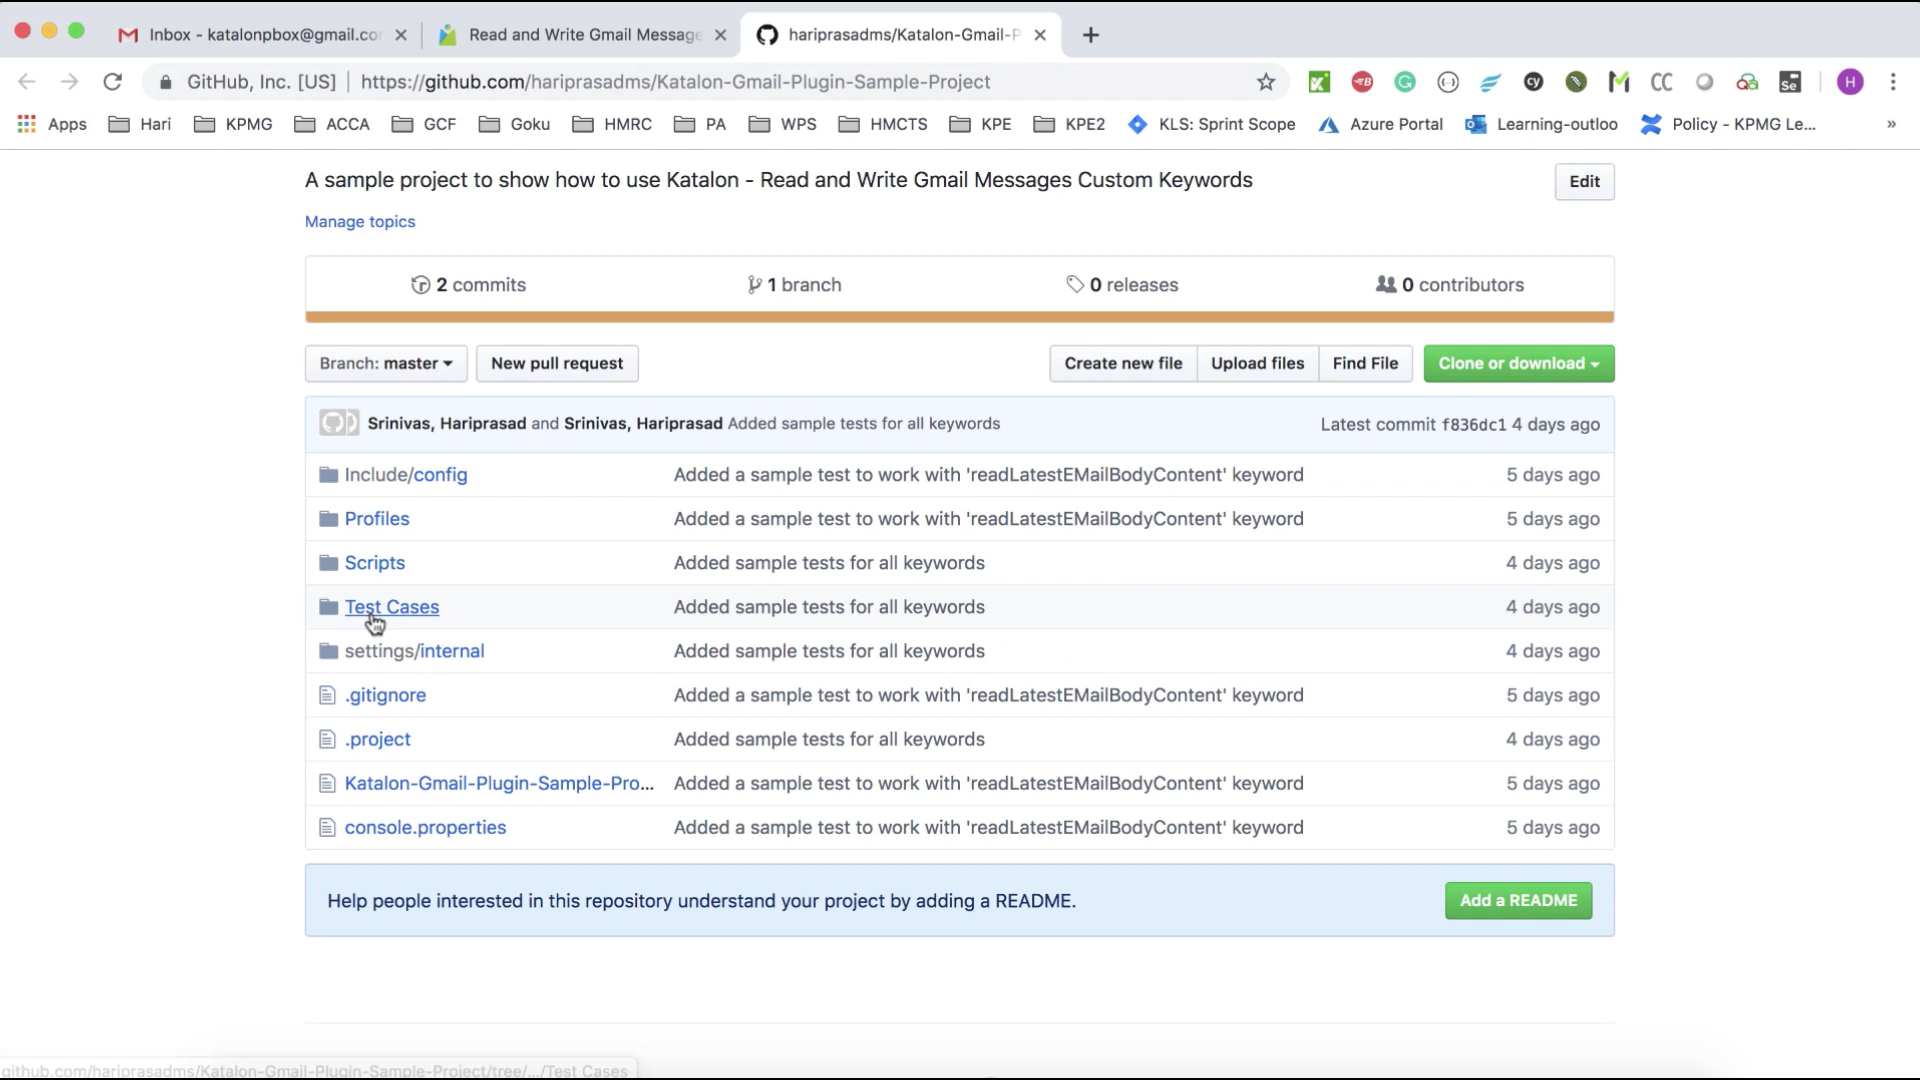 Inbox - katalonpbox@gmail.co
Read and Write Gmail Message
hariprasadms/Katalon-Gmail-P
GitHub, Inc. [US] | https://github.com/hariprasadms/Katalon-Gmail-Plugin-Sample-Project
CC
Se
H
Apps Hari KPMG ACCA GCF Goku HMRC PA WPS HMCTS KPE KPE2 KLS: Sprint Scope Azure Portal Learning-outloo Policy - KPMG Le... »
A sample project to show how to use Katalon - Read and Write Gmail Messages Custom Keywords
Edit
Manage topics
2 commits 1 branch 0 releases 0 contributors
Branch: master New pull request Create new file Upload files Find File Clone or download
Srinivas, Hariprasad and Srinivas, Hariprasad Added sample tests for all keywords Latest commit f836dc1 4 days ago
Include/config Added a sample test to work with 'readLatestEMailBodyContent' keyword 5 days ago
Profiles Added a sample test to work with 'readLatestEMailBodyContent' keyword 5 days ago
Scripts Added sample tests for all keywords 4 days ago
Test Cases Added sample tests for all keywords 4 days ago
settings/internal Added sample tests for all keywords 4 days ago
.gitignore Added a sample test to work with 'readLatestEMailBodyContent' keyword 5 days ago
.project Added sample tests for all keywords 4 days ago
Katalon-Gmail-Plugin-Sample-Pro... Added a sample test to work with 'readLatestEMailBodyContent' keyword 5 days ago
console.properties Added a sample test to work with 'readLatestEMailBodyContent' keyword 5 days ago
Help people interested in this repository understand your project by adding a README. Add a README
github.com/hariprasadms/Katalon-Gmail-Plugin-Sample-Project/tree/.../Test Cases